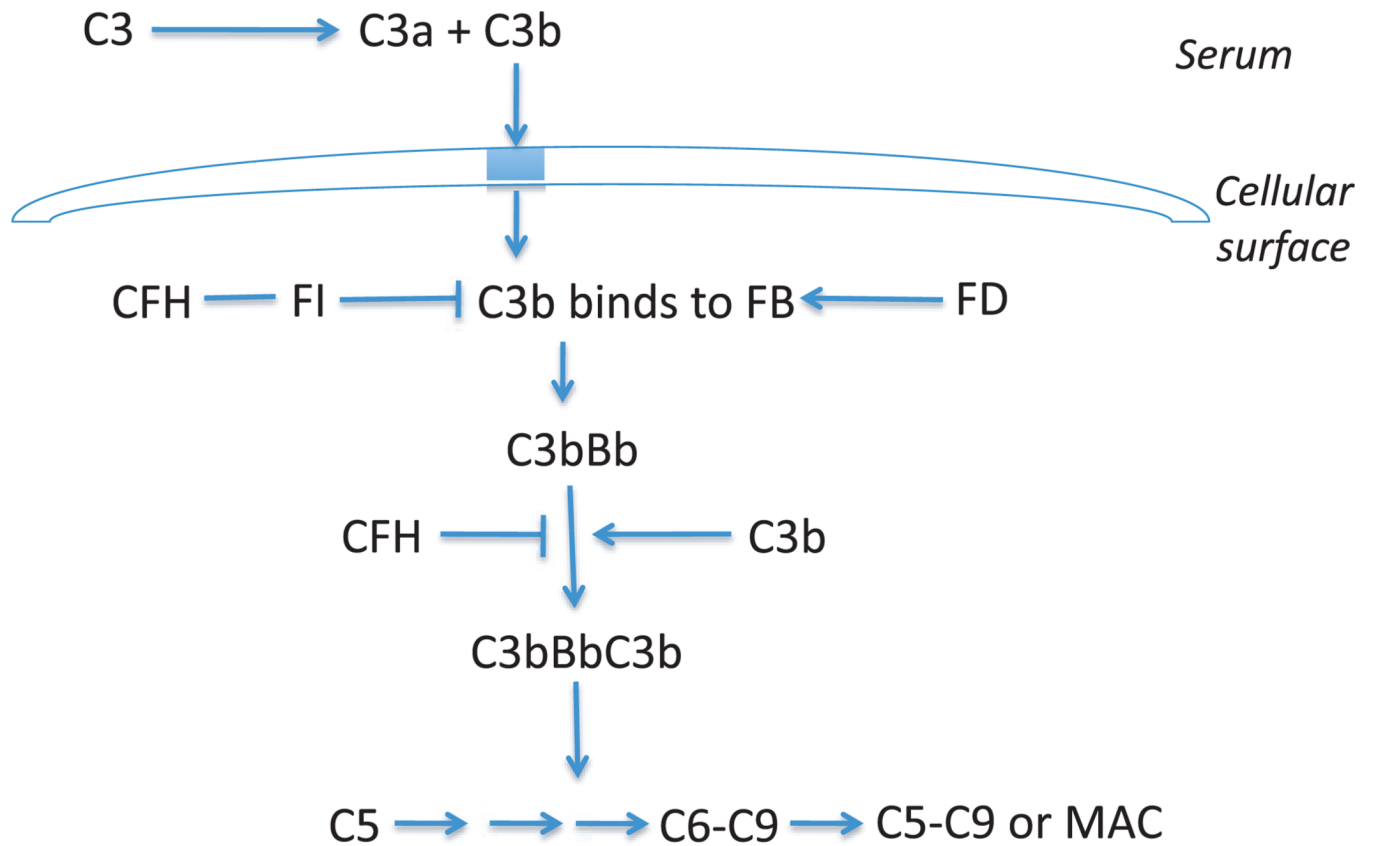 C3 C3a + C3b
Serum
Cellular
surface
CFH FI C3b binds to FB FD
C3bBb
CFH C3b
C3bBbC3b
C5 C6-C9 C5-C9 or MAC